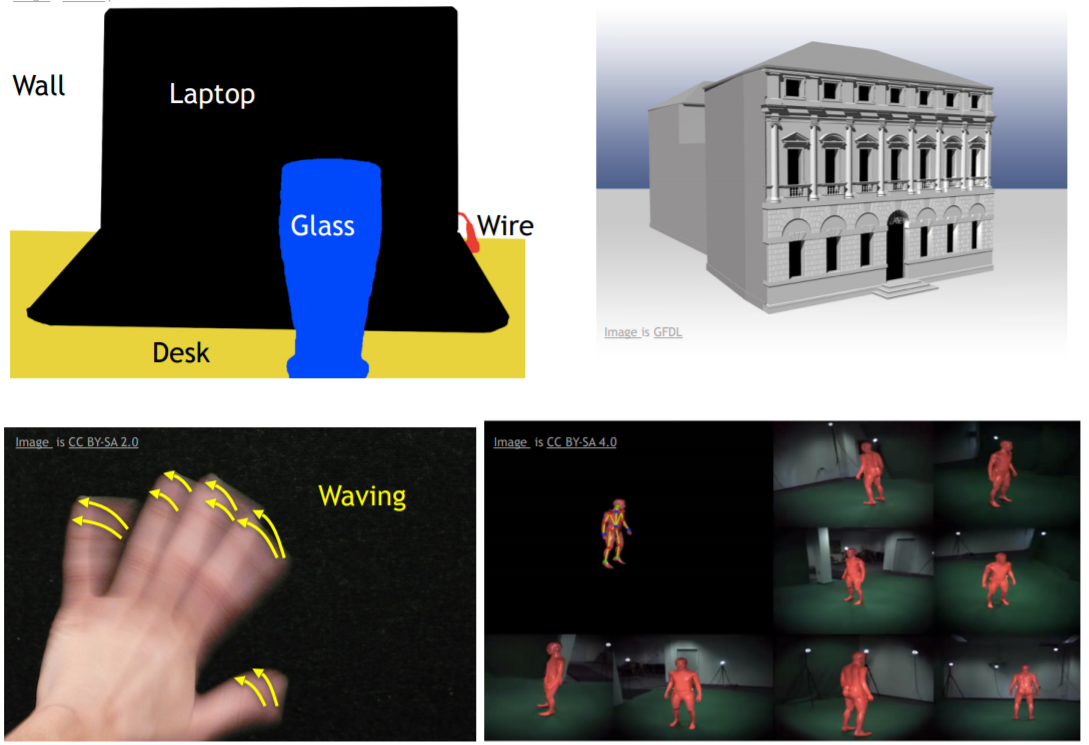 Wall
Laptop
Glass
Wire
Desk
Image is GFDL
Image is CC BY-SA 2.0
Waving
Image is CC BY-SA 4.0